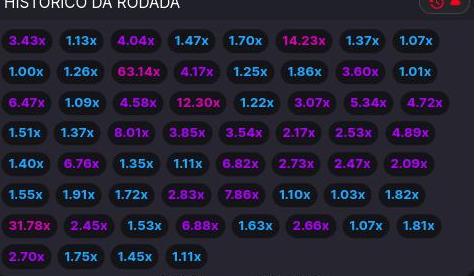 HISTÓRICO DA RODADA
3.43x 1.13x 4.04x 1.47x 1.70x 14.23x 1.37x 1.07x
1.00x 1.26x 63.14x 4.17x 1.25x 1.86x 3.60x 1.01x
6.47x 1.09x 4.58x 12.30x 1.22x 3.07x 5.34x 4.72x
1.51x 1.37x 8.01x 3.85x 3.54x 2.17x 2.53x 4.89x
1.40x 6.76x 1.35x 1.11x 6.82x 2.73x 2.47x 2.09x
1.55x 1.91x 1.72x 2.83x 7.86x 1.10x 1.03x 1.82x
31.78x 2.45x 1.53x 6.88x 1.63x 2.66x 1.07x 1.81x
2.70x 1.75x 1.45x 1.11x